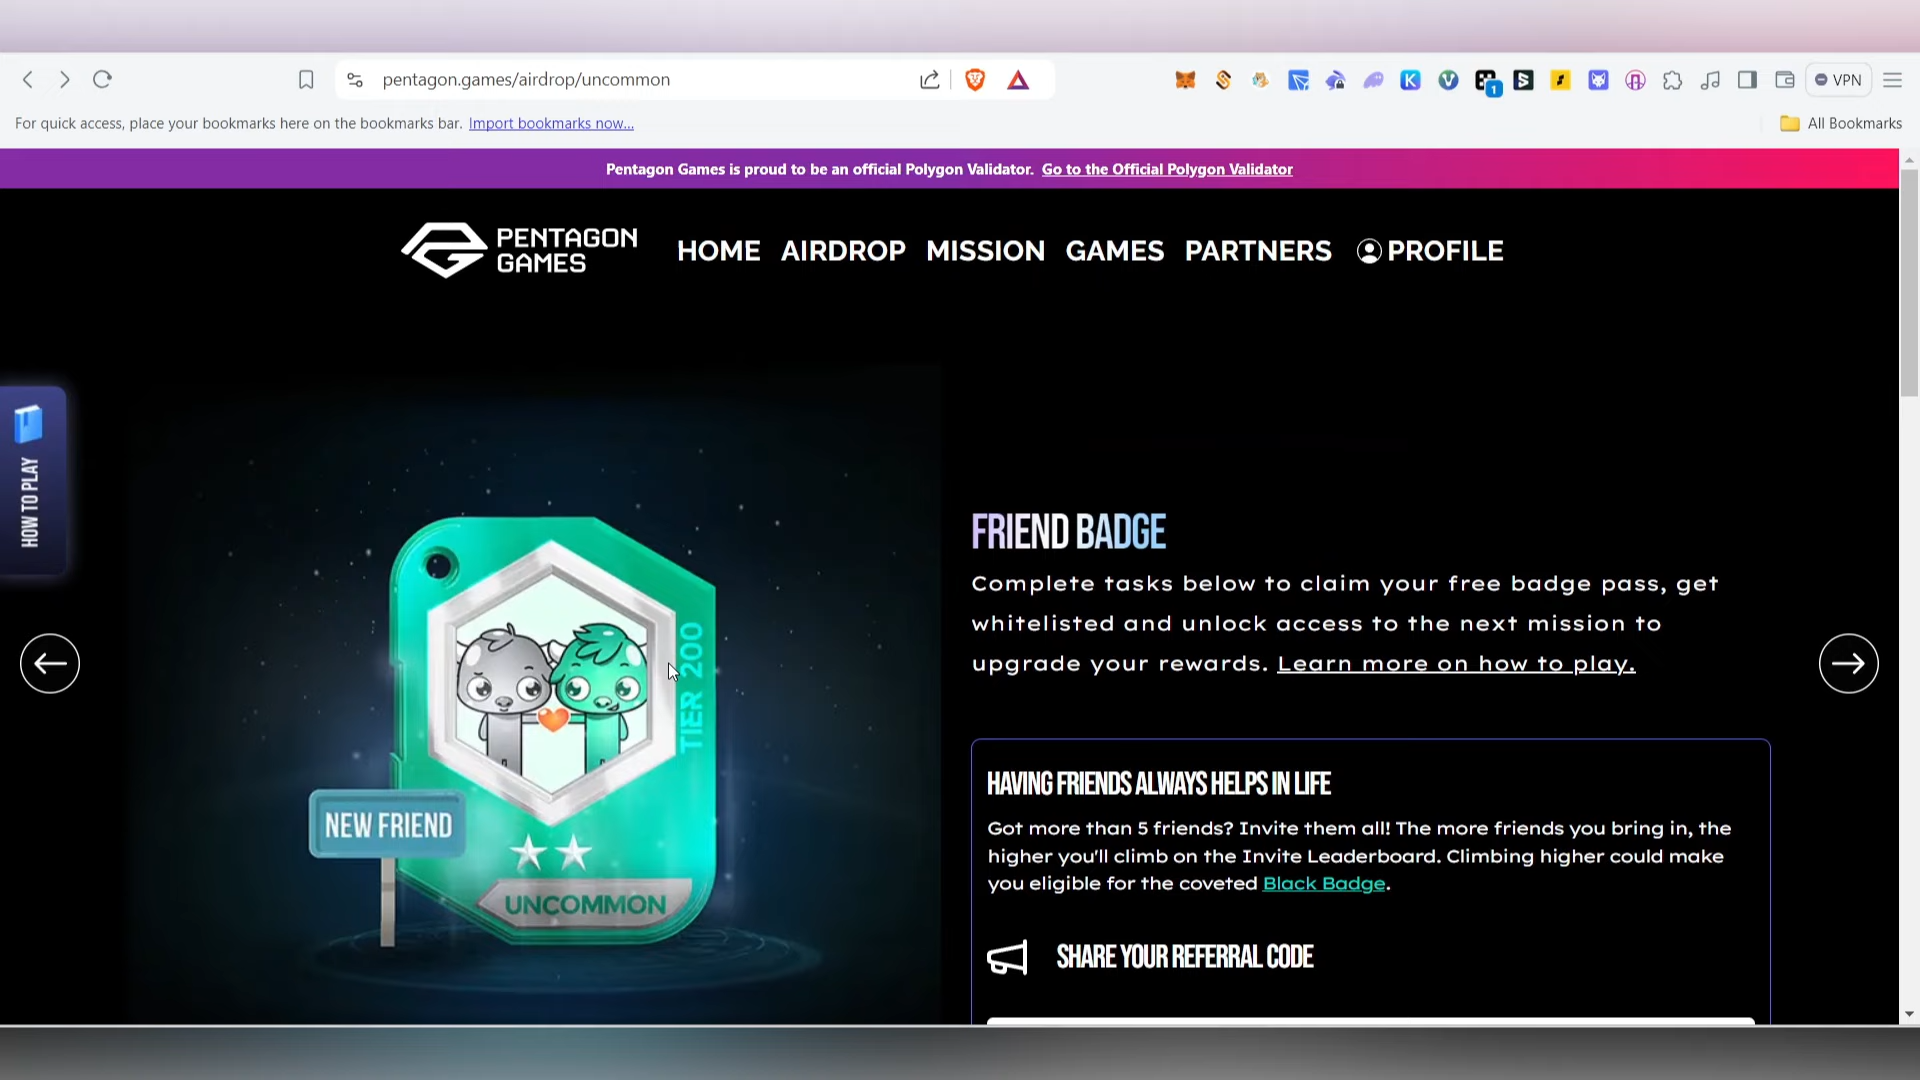 pentagon.games/airdrop/uncommon
1
VPN
For quick access, place your bookmarks here on the bookmarks bar. Import bookmarks now...
All Bookmarks
Pentagon Games is proud to be an official Polygon Validator. Go to the Official Polygon Validator
PENTAGON
GAMES
HOME AIRDROP MISSION GAMES PARTNERS PROFILE
HOW TO PLAY
TIER 200
NEW FRIEND
UNCOMMON
FRIEND BADGE
Complete tasks below to claim your free badge pass, get
whitelisted and unlock access to the next mission to
upgrade your rewards. Learn more on how to play.
HAVING FRIENDS ALWAYS HELPS IN LIFE
Got more than 5 friends? Invite them all! The more friends you bring in, the
higher you'll climb on the Invite Leaderboard. Climbing higher could make
you eligible for the coveted Black Badge.
SHARE YOUR REFERRAL CODE